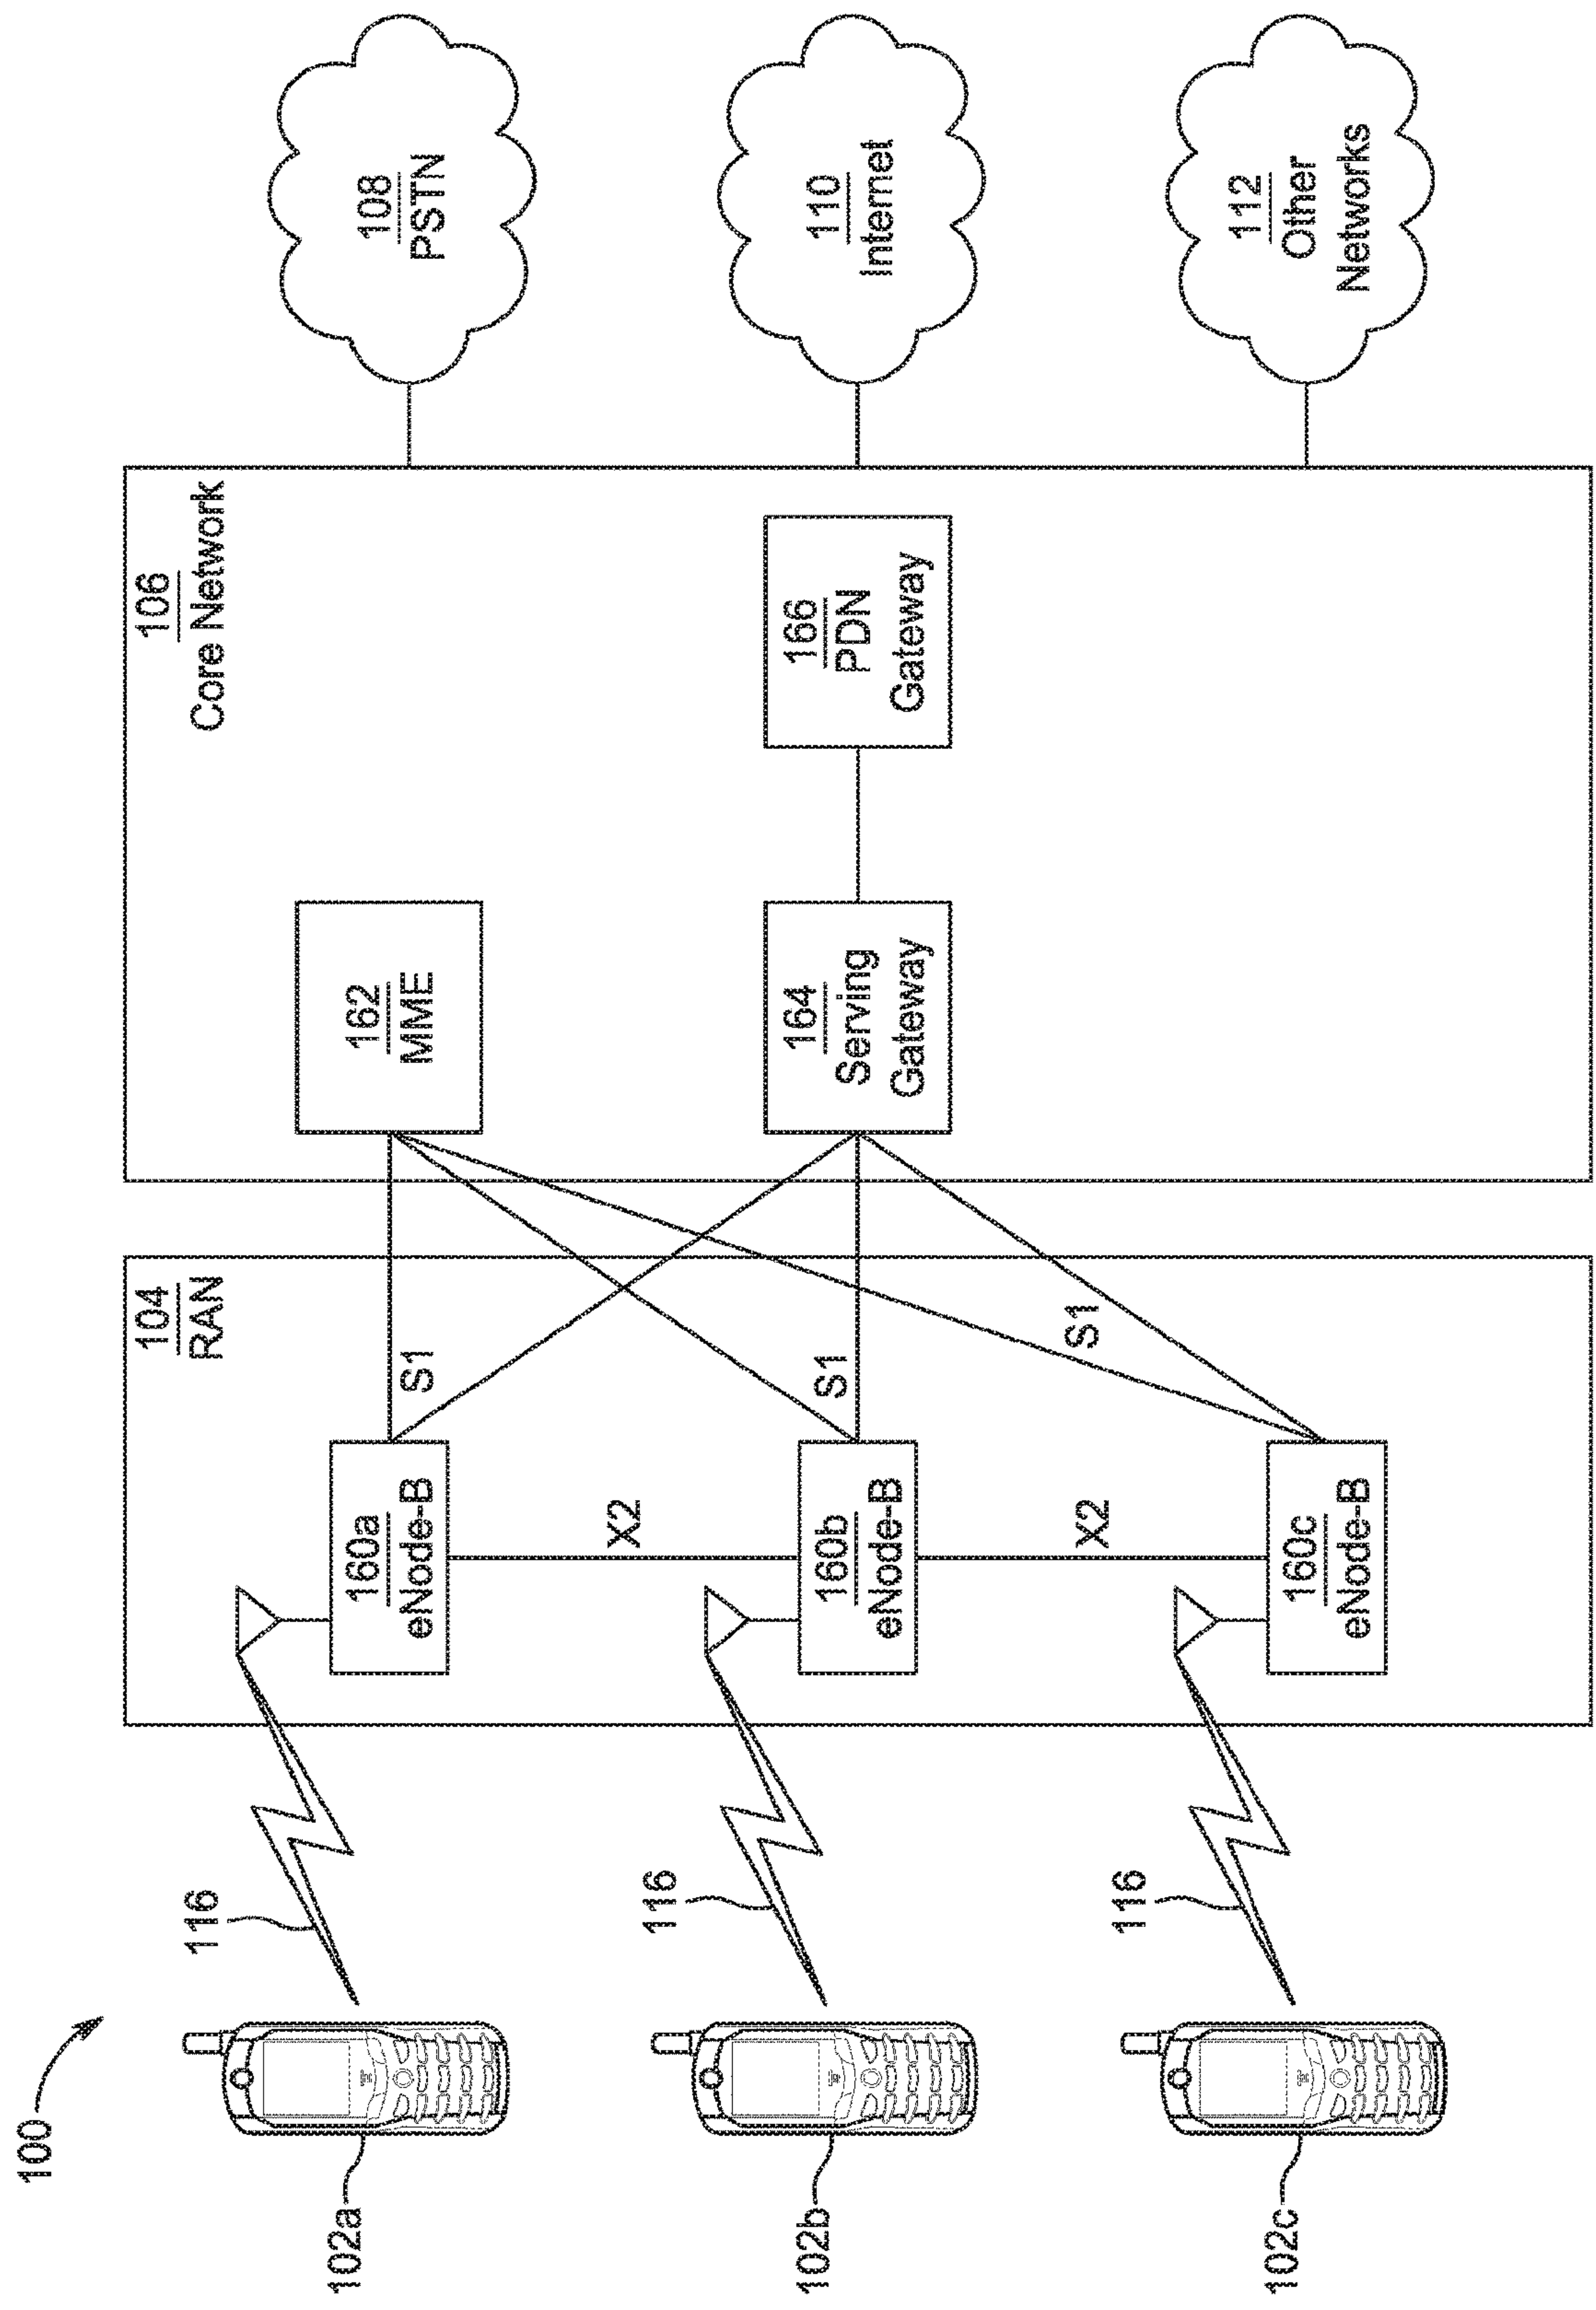 100
102a
102b
102c
116
116
116
104
RAN
160a
eNode-B
160b
eNode-B
160c
eNode-B
X2
X2
S1
S1
S1
106
Core Network
162
MME
164
Serving
Gateway
166
PDN
Gateway
108
PSTN
110
Internet
112
Other
Networks